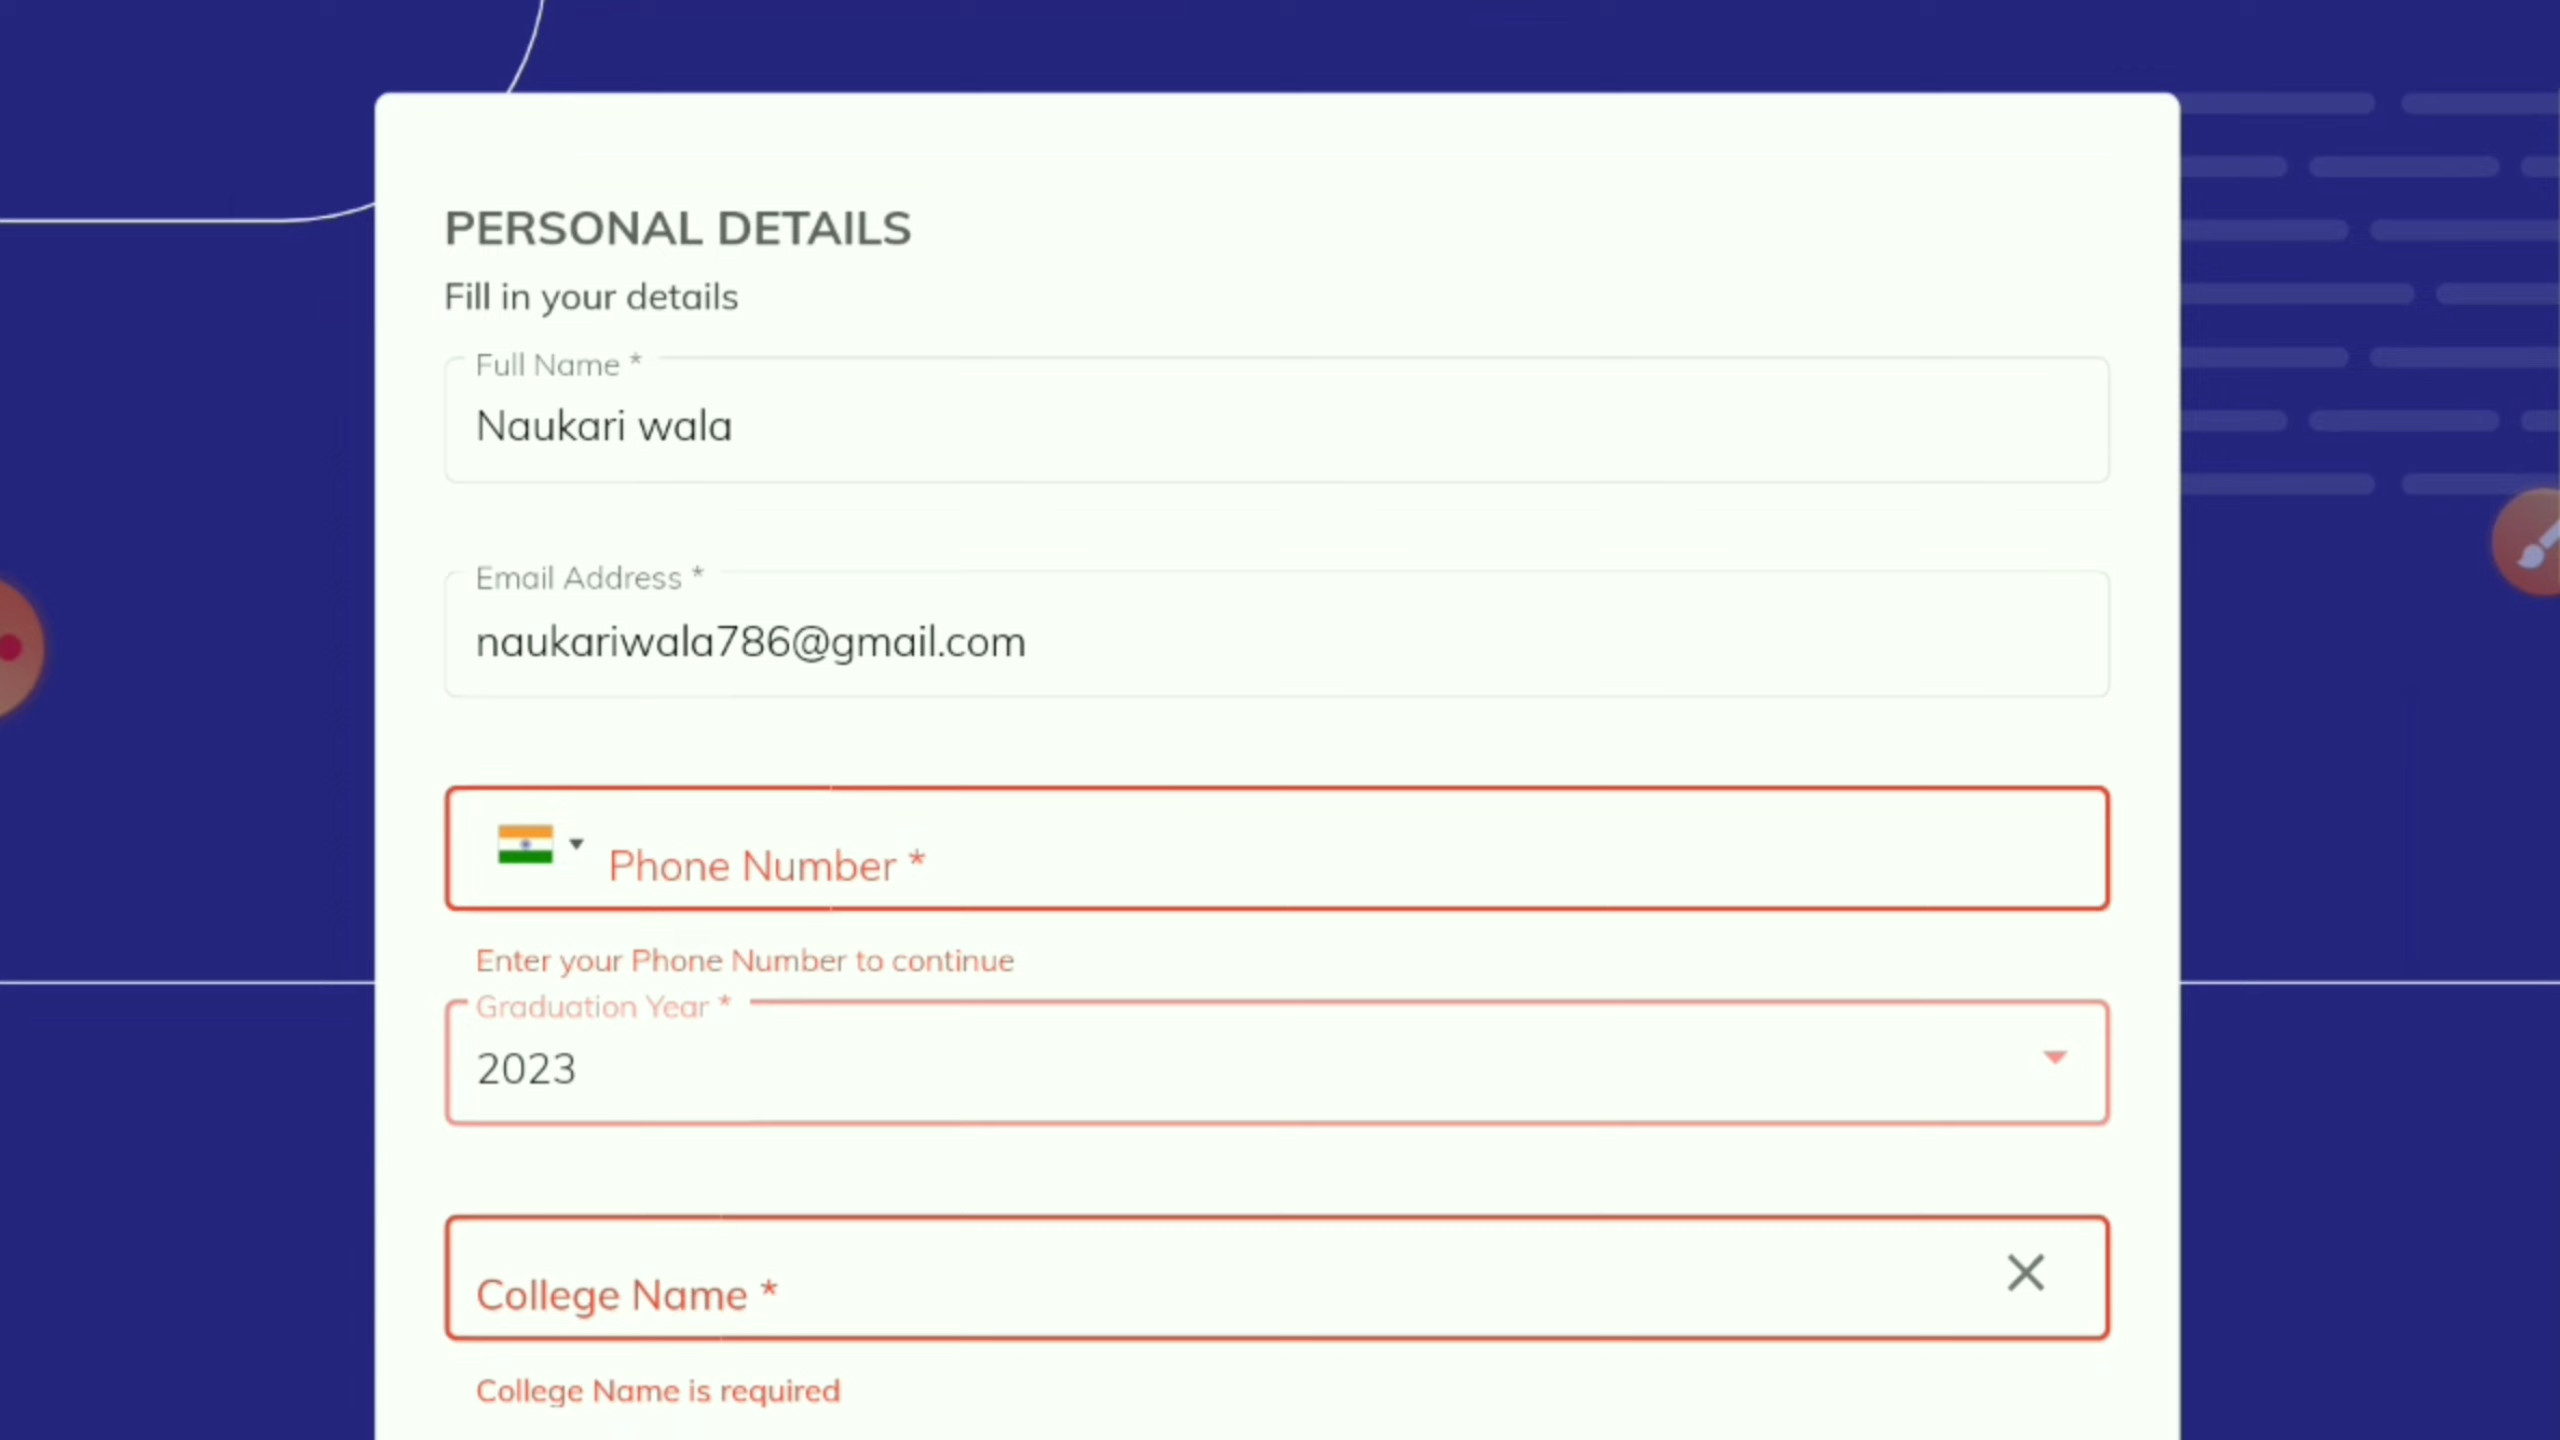 PERSONAL DETAILS
Fill in your details
Full Name *
Naukari wala
Email Address *
naukariwala786@gmail.com
Phone Number *
Enter your Phone Number to continue
Graduation Year *
2023
College Name *
College Name is required